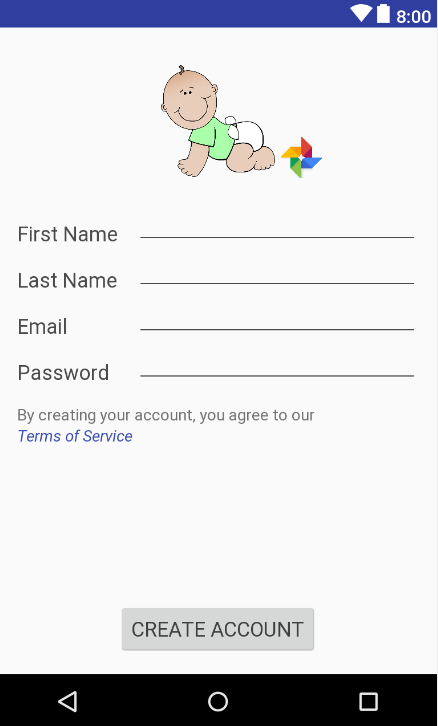 8:00
First Name
Last Name
Email
Password
By creating your account, you agree to our
Terms of Service
CREATE ACCOUNT